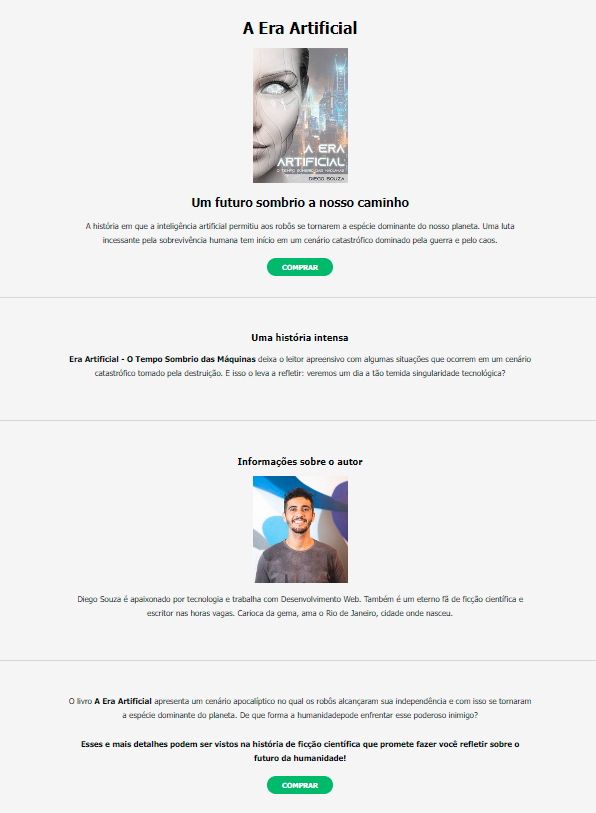 A Era Artificial
A ERA
ARTIFICIAL
O TEMPO SOMBRIO DAS MÁQUINAS
DIEGO SOUZA
Um futuro sombrio a nosso caminho
A história em que a inteligência artificial permitiu aos robôs se tornarem a espécie dominante do nosso planeta. Uma luta
incessante pela sobrevivência humana tem início em um cenário catastrófico dominado pela guerra e pelo caos.
COMPRAR
Uma história intensa
Era Artificial - O Tempo Sombrio das Máquinas deixa o leitor apreensivo com algumas situações que ocorrem em um cenário
catastrófico tomado pela destruição. E isso o leva a refletir: veremos um dia a tão temida singularidade tecnológica?
Informações sobre o autor
Diego Souza é apaixonado por tecnologia e trabalha com Desenvolvimento Web. Também é um eterno fã de ficção científica e
escritor nas horas vagas. Carioca da gema, ama o Rio de Janeiro, cidade onde nasceu.
O livro A Era Artificial apresenta um cenário apocalíptico no qual os robôs alcançaram sua independência e com isso se tornaram
a espécie dominante do planeta. De que forma a humanidadepode enfrentar esse poderoso inimigo?
Esses e mais detalhes podem ser vistos na história de ficção científica que promete fazer você refletir sobre o
futuro da humanidade!
COMPRAR